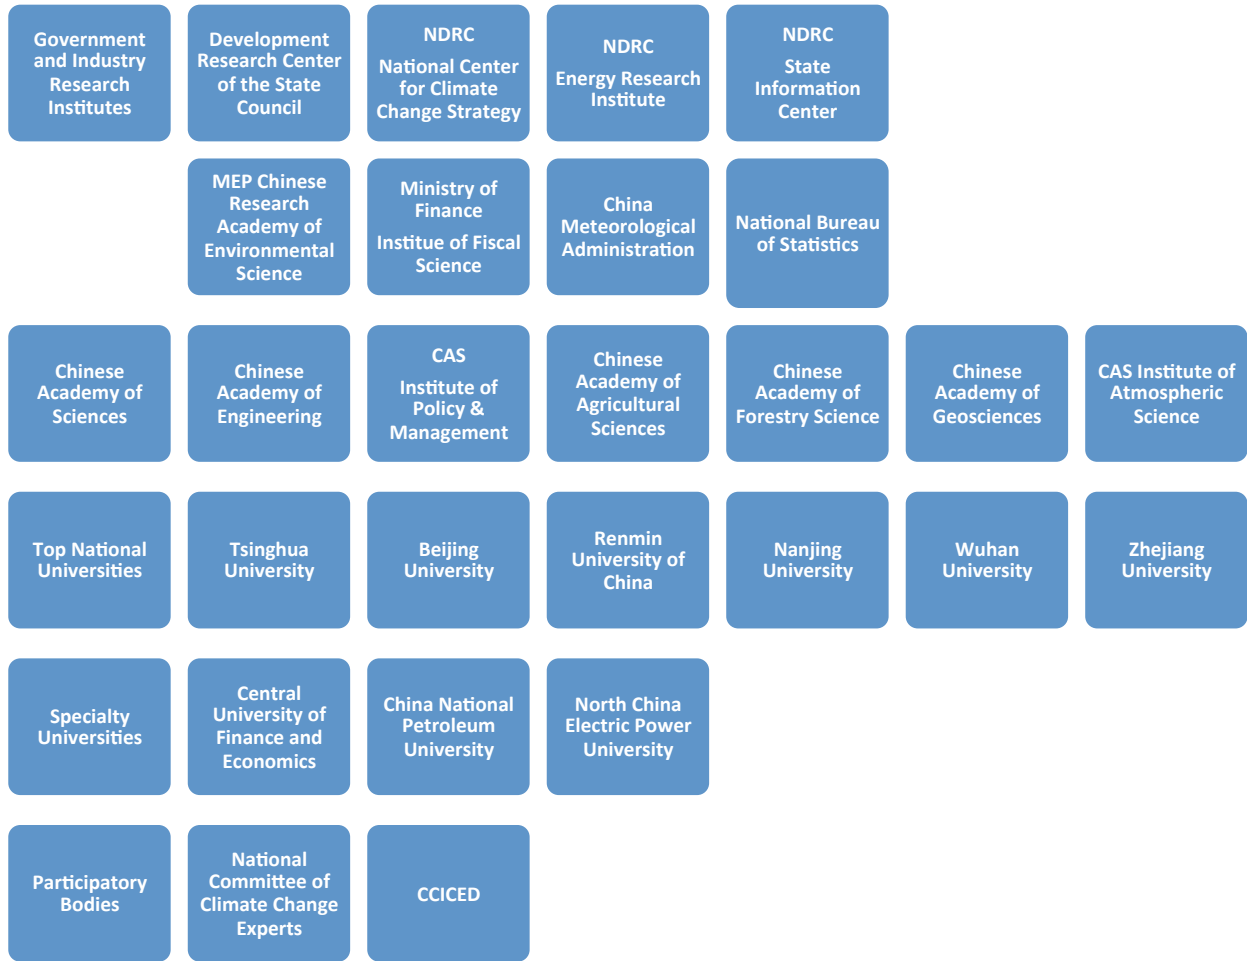 Government
and Industry
Research
Institutes
Development
Research Center
of the State
Council
NDRC
National Center
for Climate
Change Strategy
NDRC
Energy Research
Institute
NDRC
State
Information
Center
MEP Chinese
Research
Academy of
Environmental
Science
Ministry of
Finance
Institue of Fiscal
Science
China
Meteorological
Administration
National Bureau
of Statistics
Chinese
Academy of
Sciences
Chinese
Academy of
Engineering
CAS
Institute of
Policy &
Management
Chinese
Academy of
Agricultural
Sciences
Chinese
Academy of
Forestry Science
Chinese
Academy of
Geosciences
CAS Institute of
Atmospheric
Science
Top National
Universities
Tsinghua
University
Beijing
University
Renmin
University of
China
Nanjing
University
Wuhan
University
Zhejiang
University
Specialty
Universities
Central
University of
Finance and
Economics
China National
Petroleum
University
North China
Electric Power
University
Participatory
Bodies
National
Committee of
Climate Change
Experts
CCICED